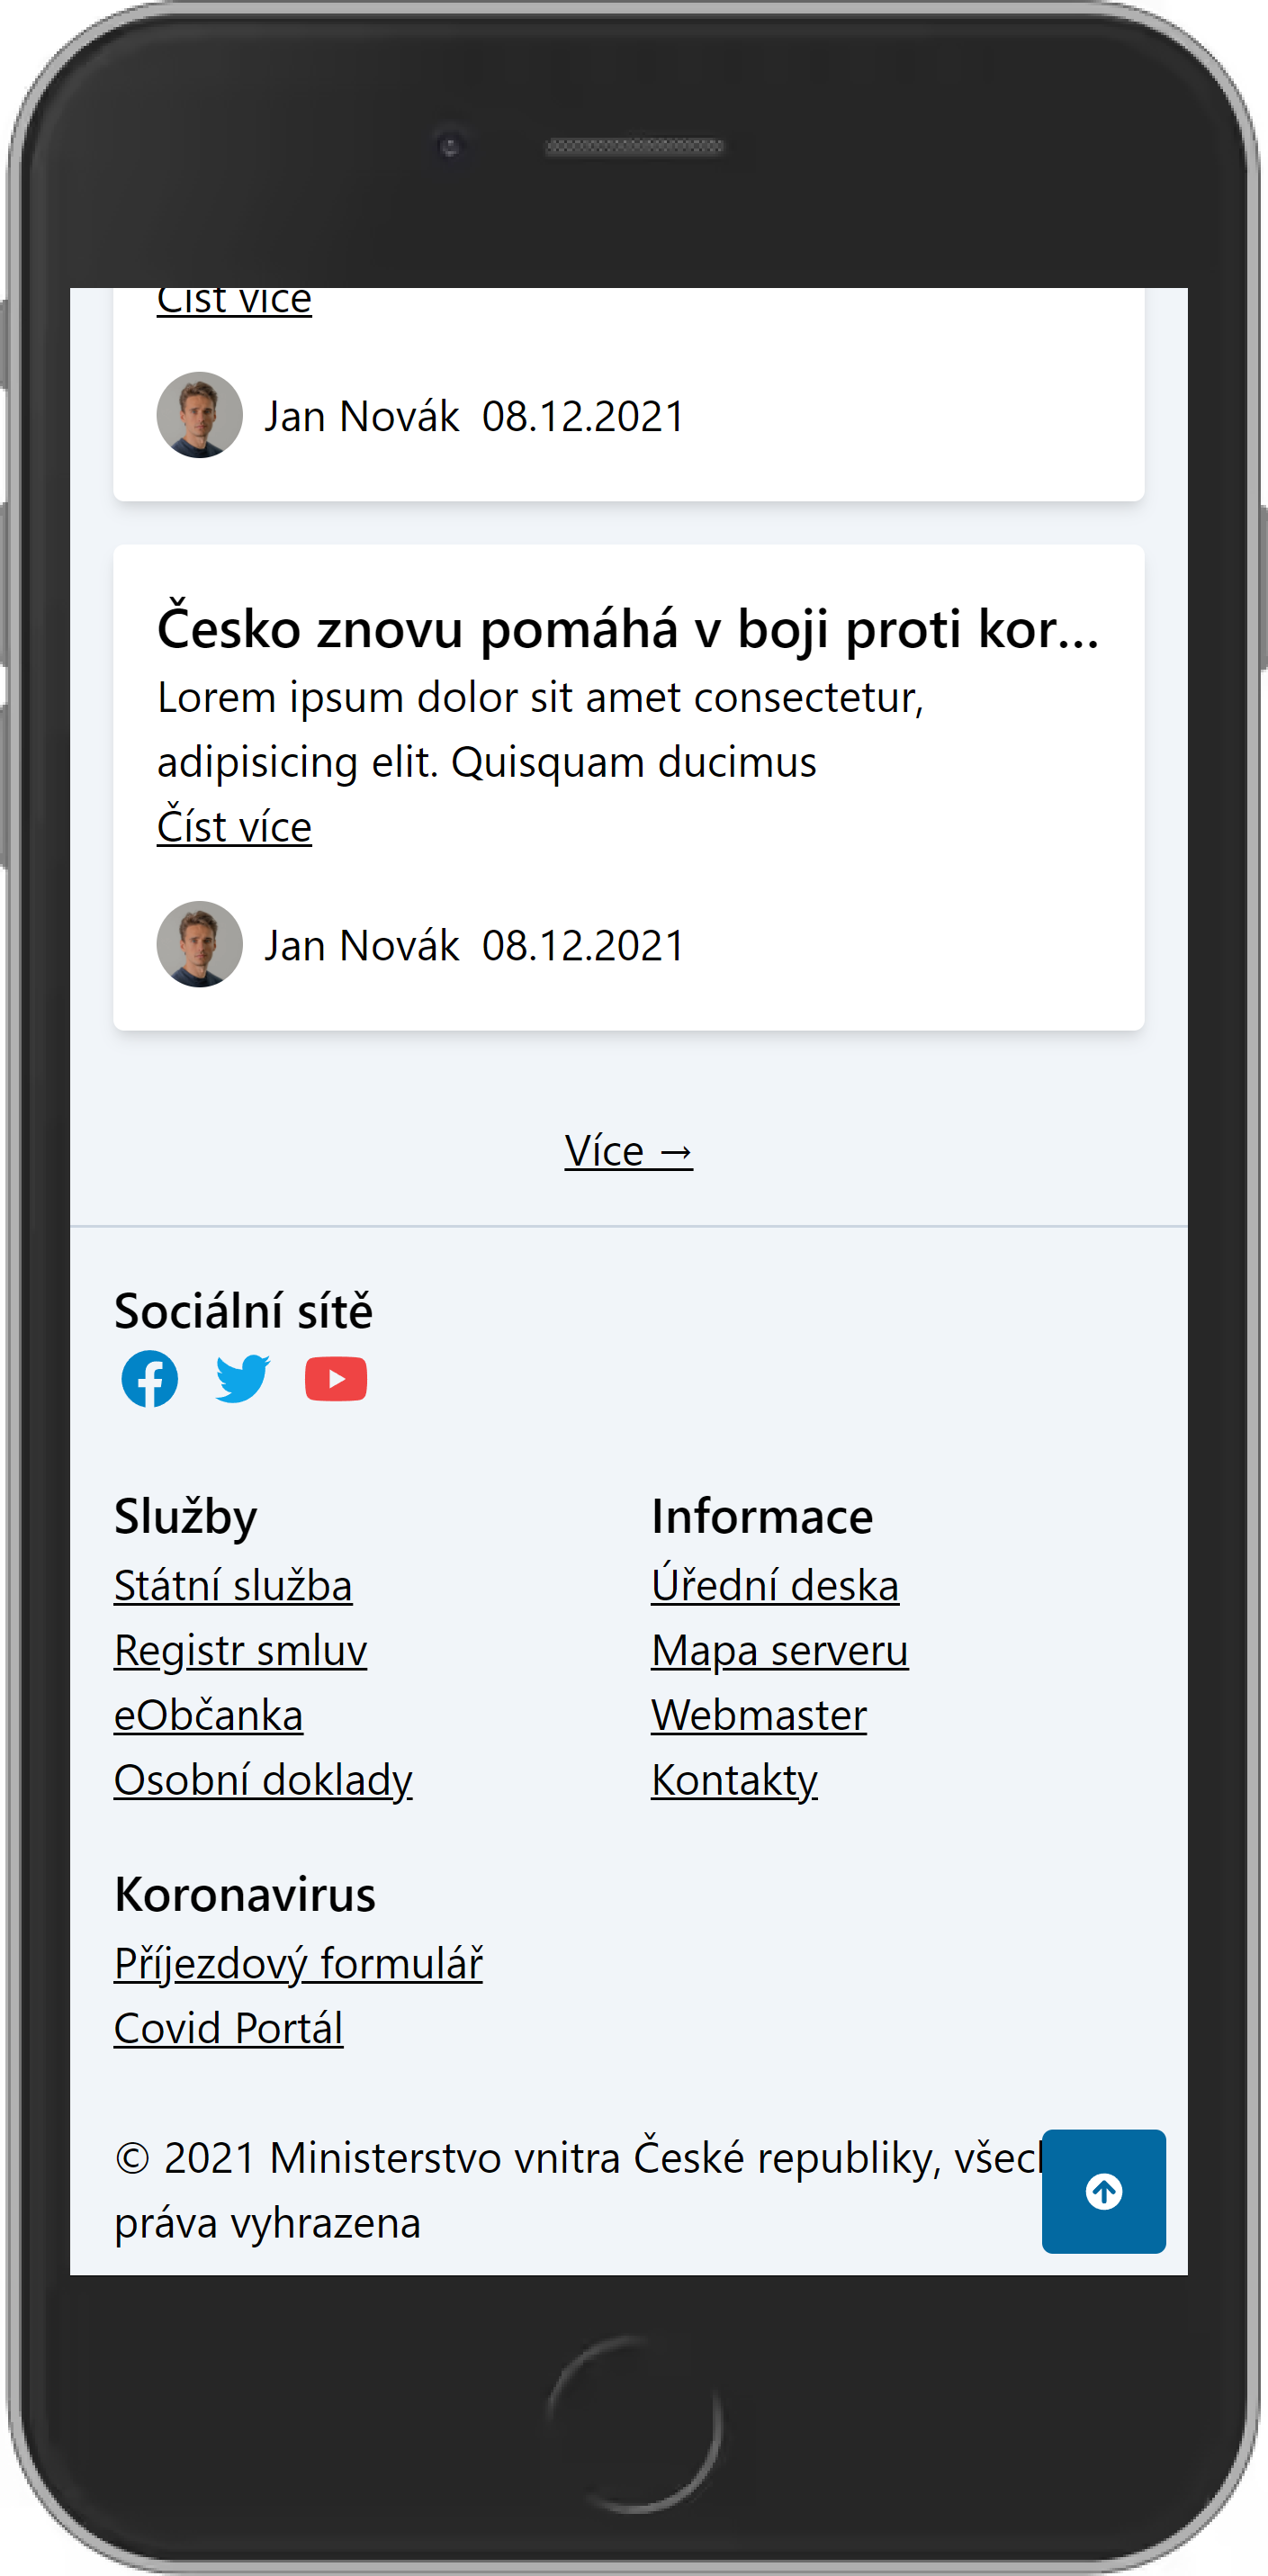 Číst více
Jan Novák 08.12.2021
Česko znovu pomáhá v boji proti kor...
Lorem ipsum dolor sit amet consectetur,
adipisicing elit. Quisquam ducimus
Číst více
Jan Novák 08.12.2021
Více →
Sociální sítě
Služby
Státní služba
Registr smluv
eObčanka
Osobní doklady
Informace
Úřední deska
Mapa serveru
Webmaster
Kontakty
Koronavirus
Příjezdový formulář
Covid Portál
© 2021 Ministerstvo vnitra České republiky,
práva vyhrazena